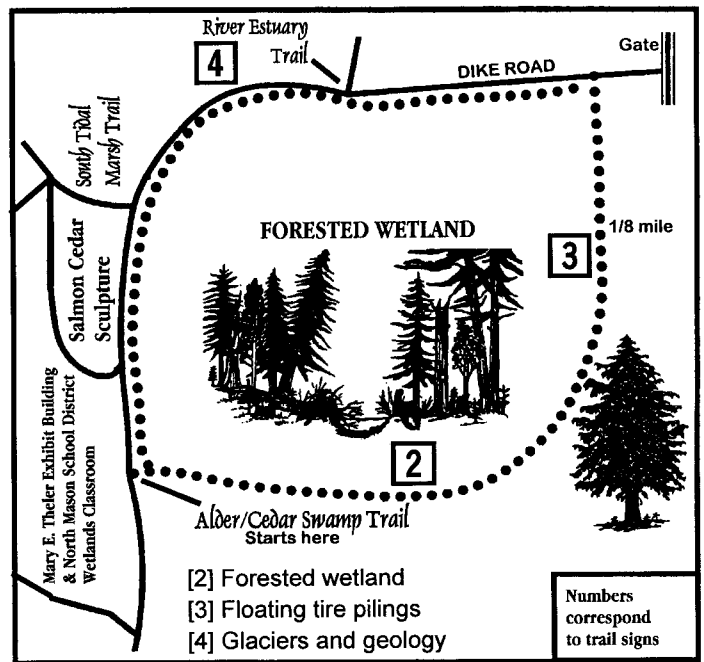 River Estuary
Trail
4
Gate
DIKE ROAD
South Tidal
Marsh Trail
1/8 mile
FORESTED WETLAND
3
Salmon Cedar
Sculpture
Mary E. Theler Exhibit Building
& North Mason School District
Wetlands Classroom
2
Alder/Cedar Swamp Trail
Starts here
[2] Forested wetland
[3] Floating tire pilings
[4] Glaciers and geology
Numbers
correspond
to trail signs